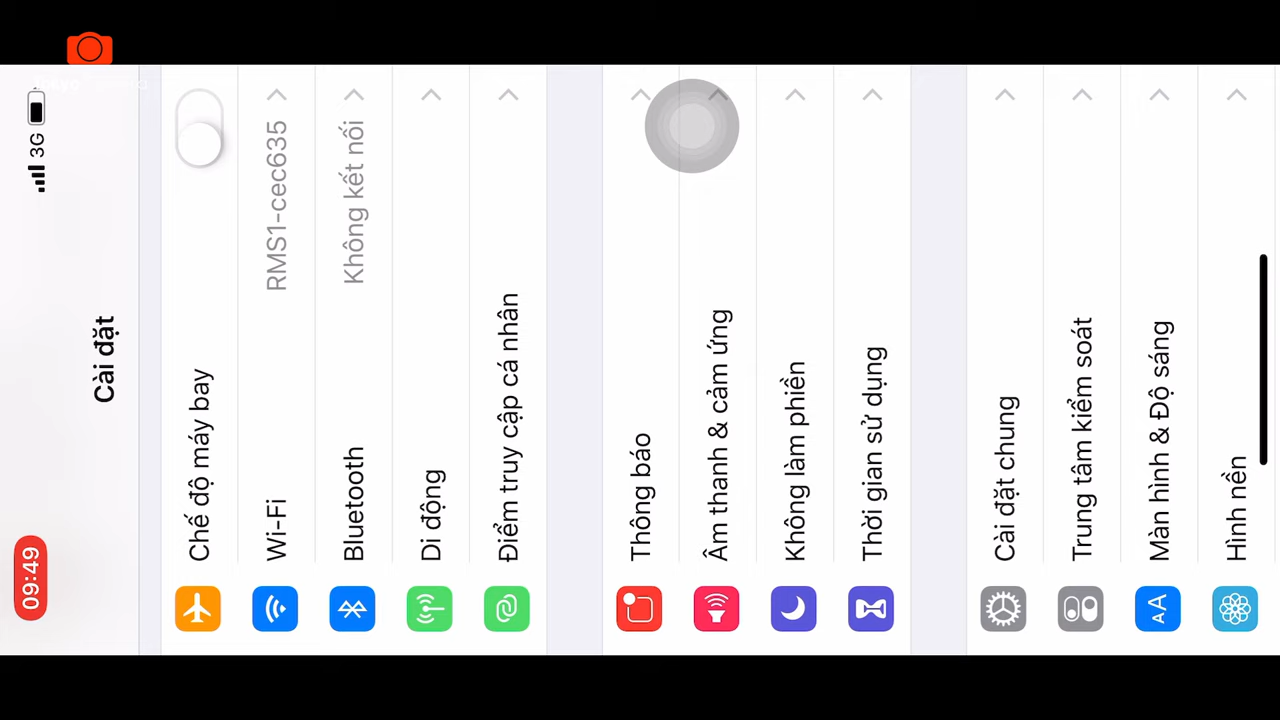 09:49
3G
Cài đặt
Chế độ máy bay
Wi-Fi
RMS1-cec635
Bluetooth
Không kết nối
Di động
Điểm truy cập cá nhân
Thông báo
Âm thanh & cảm ứng
Không làm phiền
Thời gian sử dụng
Cài đặt chung
Trung tâm kiểm soát
AA
Màn hình & Độ sáng
Hình nền